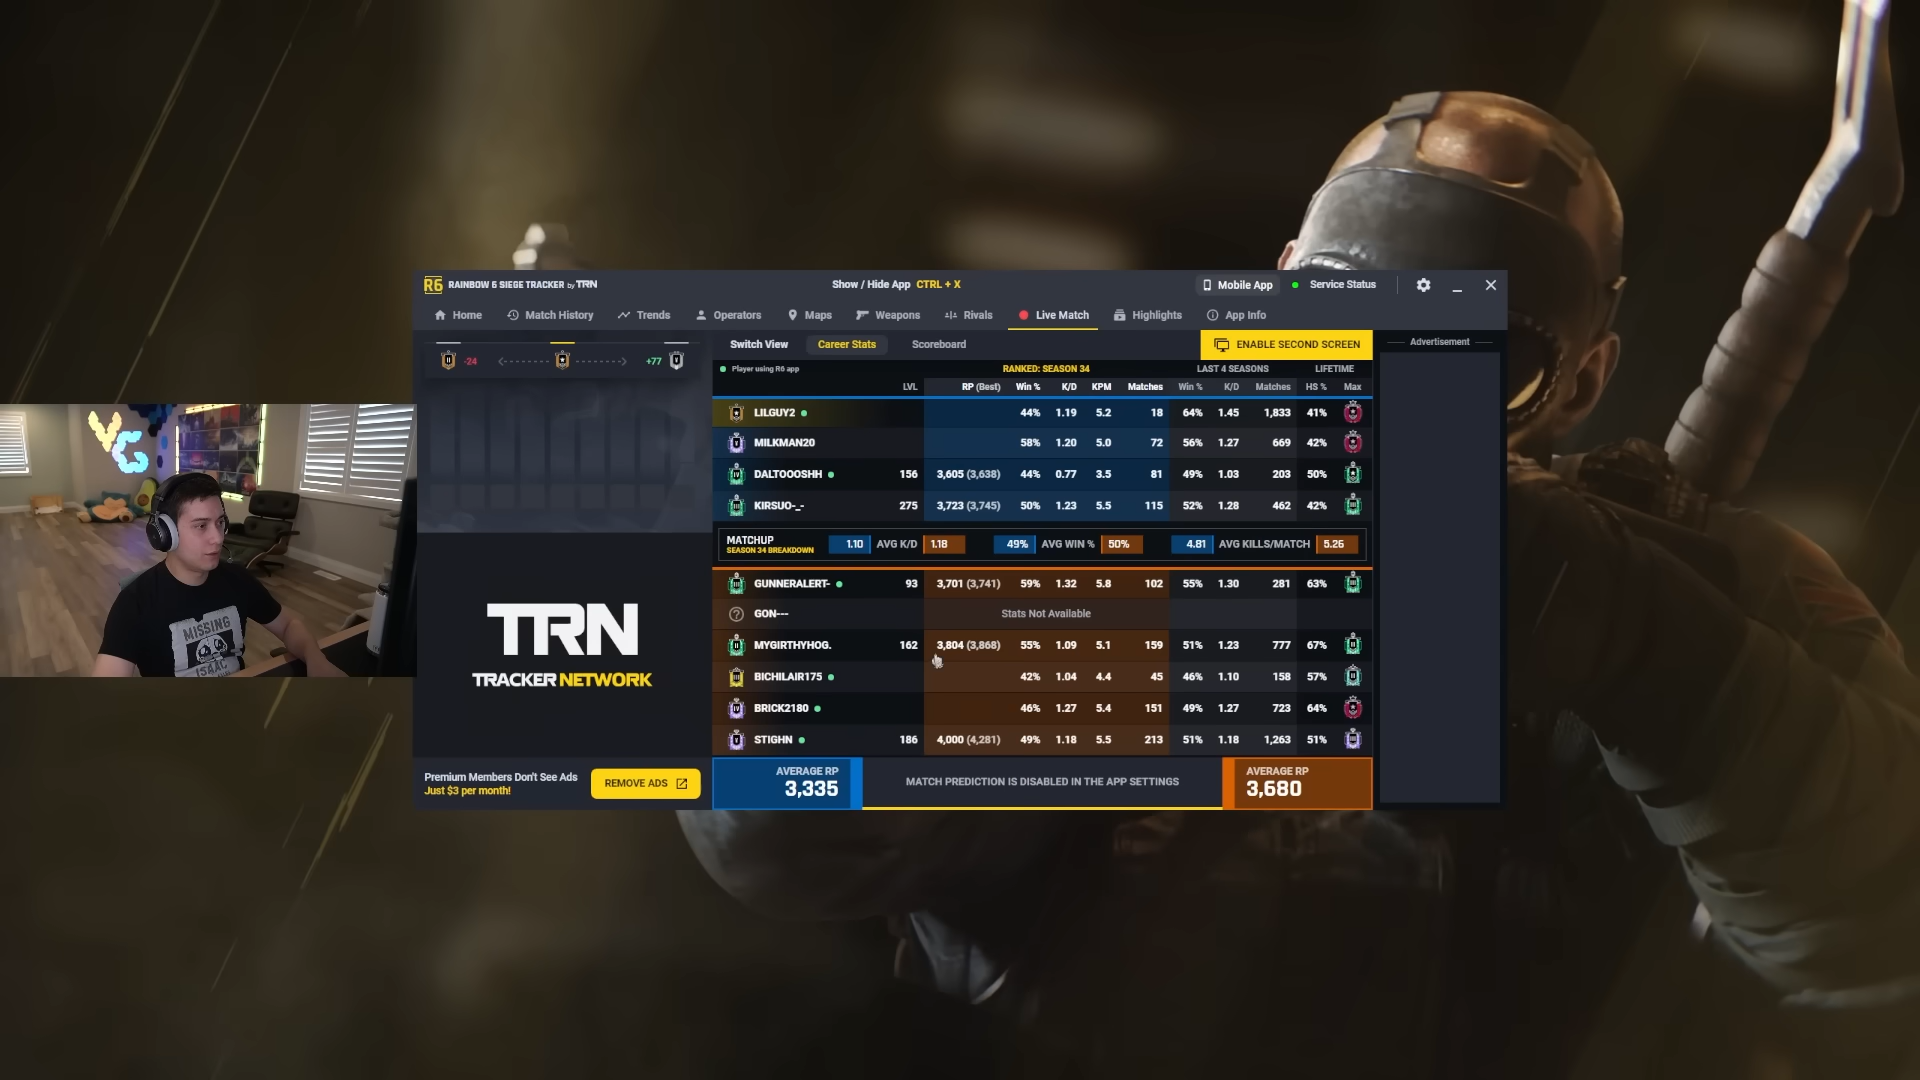 R6 RAINBOW 6 SIEGE TRACKER by TRN
Show / Hide App CTRL + X
Mobile App
Service Status
Home
Match History
Trends
Operators
Maps
Weapons
Rivals
Live Match
Highlights
App Info
-24
+77
Switch View
Career Stats
Scoreboard
ENABLE SECOND SCREEN
Advertisement
Player using R6 app
RANKED: SEASON 34 LAST 4 SEASONS LIFETIME
LVL RP (Best) Win % K/D KPM Matches Win % K/D Matches HS % Max
LILGUY2 44% 1.19 5.2 18 64% 1.45 1,833 41%
MILKMAN20 58% 1.20 5.0 72 56% 1.27 669 42%
DALTOOOSHH 156 3,605 (3,638) 44% 0.77 3.5 81 49% 1.03 203 50%
KIRSUO-_- 275 3,723 (3,745) 50% 1.23 5.5 115 52% 1.28 462 42%
MATCHUP
SEASON 34 BREAKDOWN
1.10 AVG K/D 1.18
49% AVG WIN % 50%
4.81 AVG KILLS/MATCH 5.26
GUNNERALERT- 93 3,701 (3,741) 59% 1.32 5.8 102 55% 1.30 281 63%
GON--- Stats Not Available
MYGIRTHYHOG. 162 3,804 (3,868) 55% 1.09 5.1 159 51% 1.23 777 67%
BICHILAIR175 42% 1.04 4.4 45 46% 1.10 158 57%
BRICK2180 46% 1.27 5.4 151 49% 1.27 723 64%
STIGHN 186 4,000 (4,281) 49% 1.18 5.5 213 51% 1.18 1,263 51%
AVERAGE RP
3,335
MATCH PREDICTION IS DISABLED IN THE APP SETTINGS
AVERAGE RP
3,680
TRN
TRACKER NETWORK
Premium Members Don't See Ads
Just $3 per month!
REMOVE ADS
VG
MISSING
ISAAC